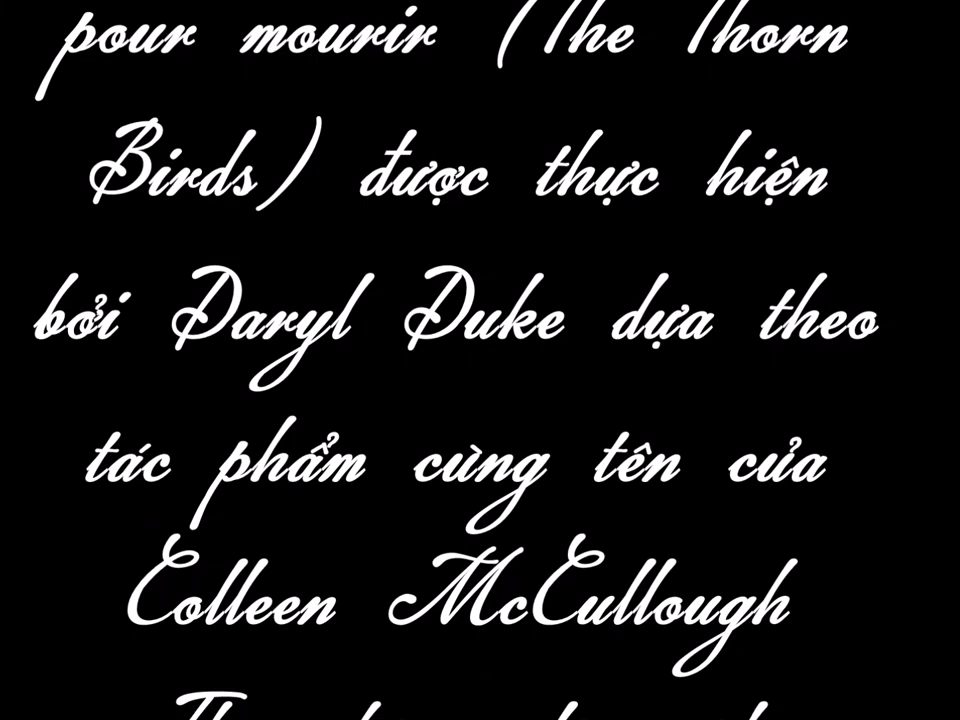 pour mourir (The Thorn
Birds) được thực hiện
bởi Daryl Duke dựa theo
tác phẩm cùng tên của
Colleen McCullough